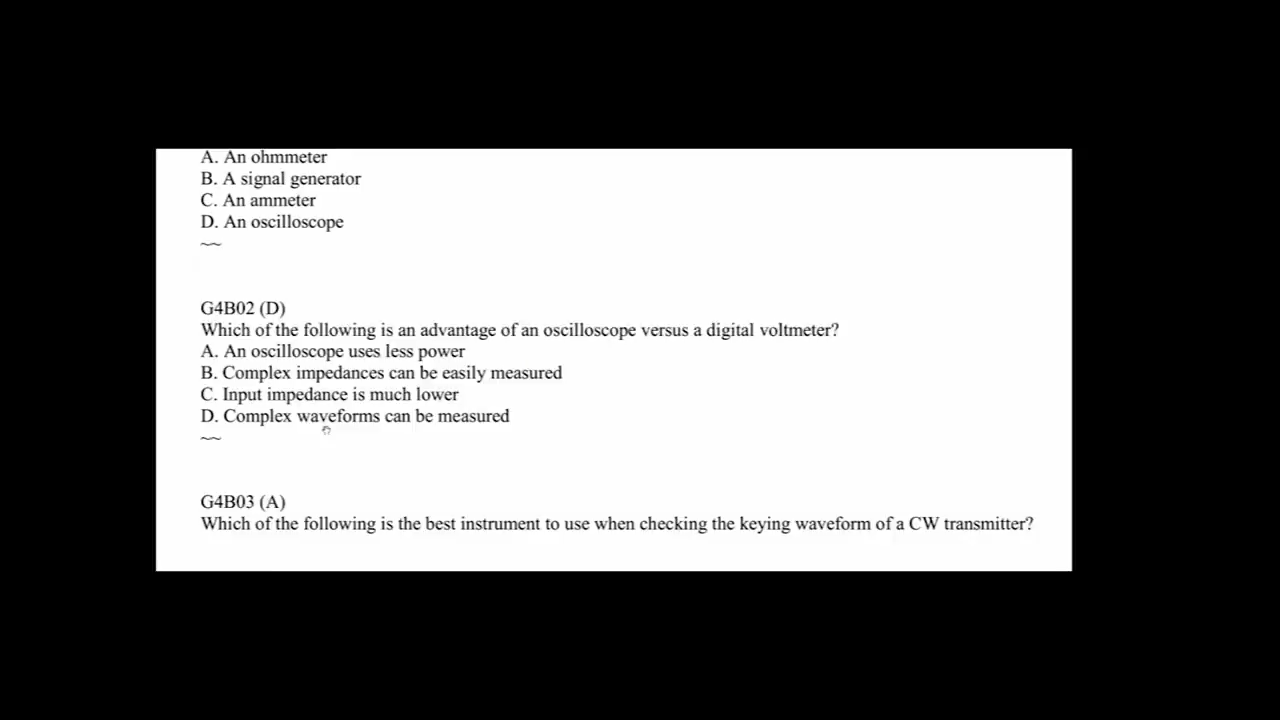 A. An ohmmeter
B. A signal generator
C. An ammeter
D. An oscilloscope
~~
G4B02 (D)
Which of the following is an advantage of an oscilloscope versus a digital voltmeter?
A. An oscilloscope uses less power
B. Complex impedances can be easily measured
C. Input impedance is much lower
D. Complex waveforms can be measured
~~
G4B03 (A)
Which of the following is the best instrument to use when checking the keying waveform of a CW transmitter?